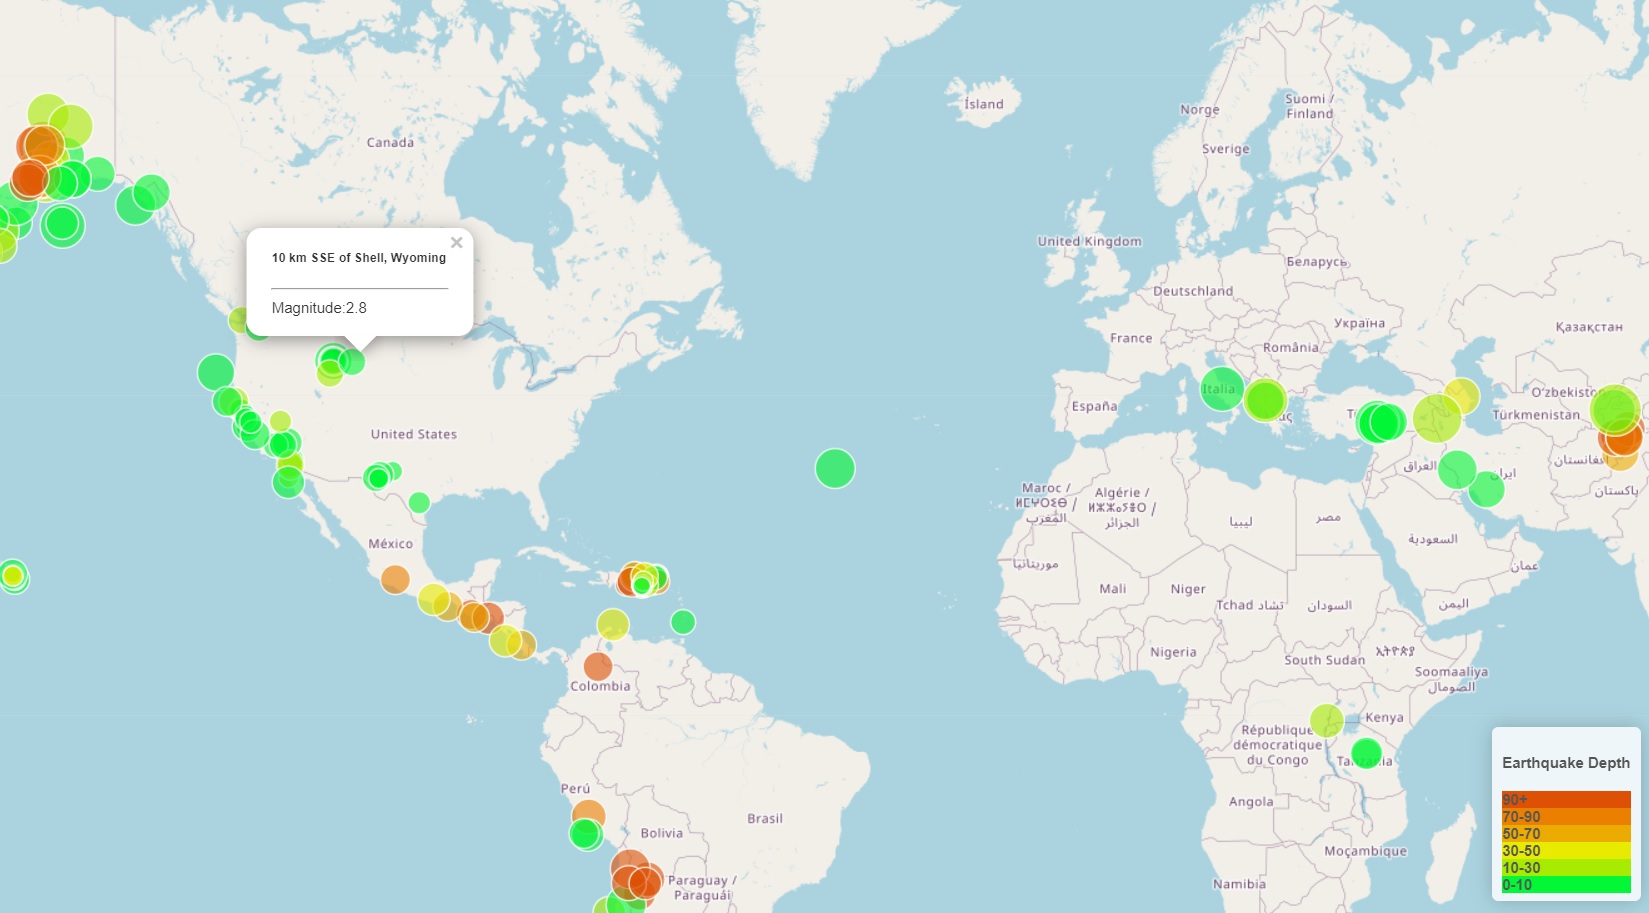 Ísland
Norge
Suomi /
Finland
Sverige
Canada
United Kingdom
Беларусь
10 km SSE of Shell, Wyoming
×
Magnitude:2.8
Deutschland
Україна
Қазақстан
France
România
Italia
España
O‘zbekiston
Türkmenistan
United States
افغانستان
العراق
ایران
پاکستان
Maroc /
ⵍⵎⵖⵔⵉⴱ /
المغرب
Algérie /
ⵍⵣⵣⴰⵢⴻⵔ /
الجزائر
ليبيا
مصر
السعودية
México
موريتانيا
عمان
Mali
Niger
Tchad تشاد
السودان
اليمن
Nigeria
South Sudan
ኢትዮጵያ
Soomaaliya
الصومال
Colombia
Kenya
République
démocratique
du Congo
Tanzania
Perú
Angola
Brasil
Bolivia
Moçambique
Paraguay /
Paraguái
Namibia
Earthquake Depth
90+
70-90
50-70
30-50
10-30
0-10